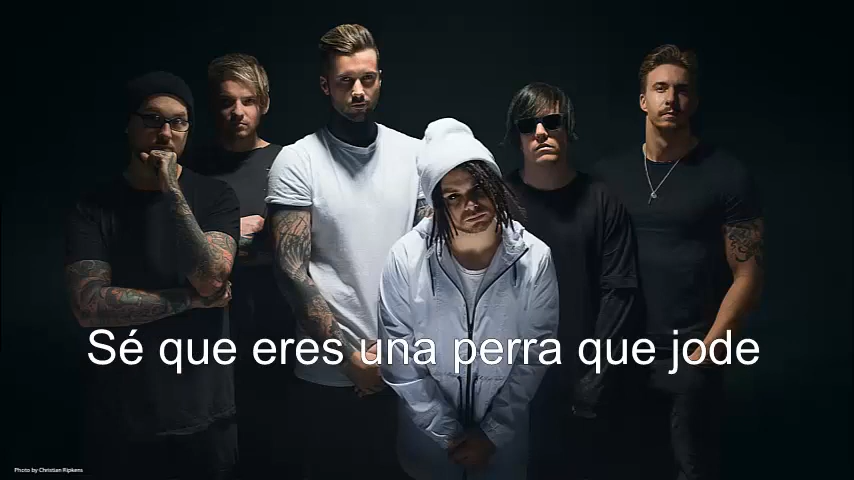 Sé que eres una perra que jode
Photo by Christian Ripkens